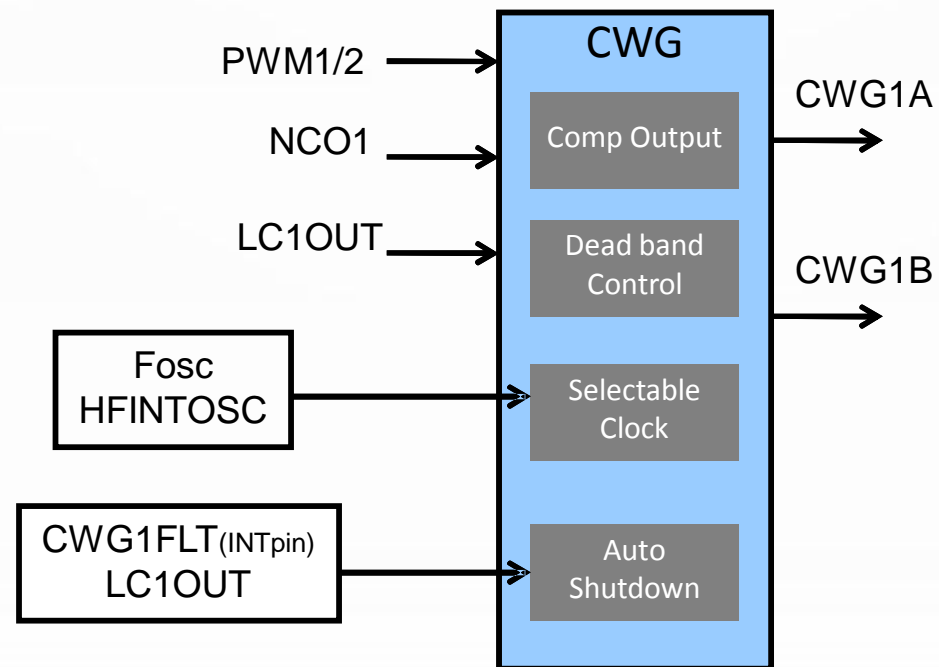 CWG
PWM1/2
NCO1
LC1OUT
Fosc
HFINTOSC
CWG1FLT(INTpin)
LC1OUT
Comp Output
Dead band
Control
Selectable
Clock
Auto
Shutdown
CWG1A
CWG1B